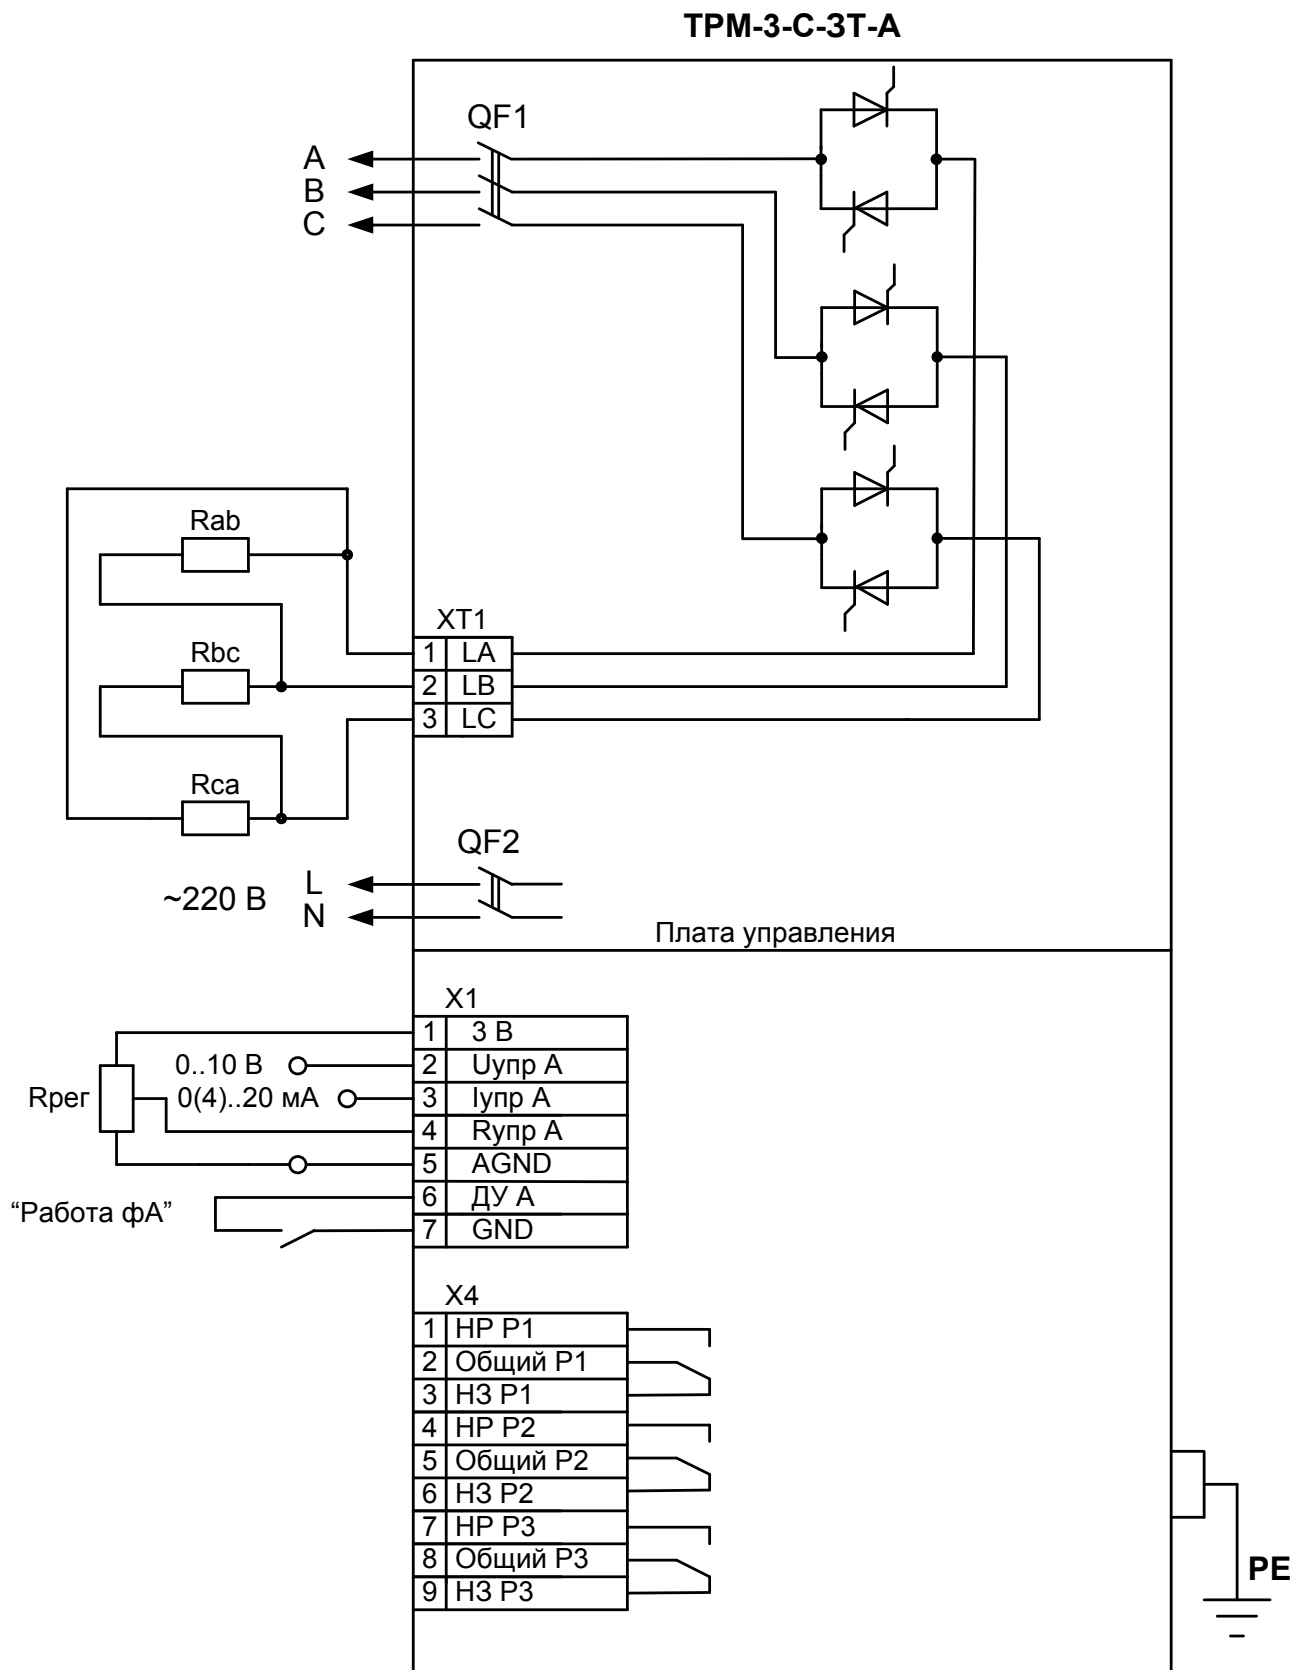 ТРМ-3-С-ЗТ-А
QF1
A
B
C
Rab
Rbc
Rca
XT1
1 LA
2 LB
3 LC
QF2
~220 В
L
N
Плата управления
X1
1 3 В
2 Uупр А
3 Iупр А
4 Rупр А
5 AGND
6 ДУ А
7 GND
0..10 В
0(4)..20 мА
Rрег
“Работа фА”
X4
1 НР Р1
2 Общий Р1
3 НЗ Р1
4 НР Р2
5 Общий Р2
6 НЗ Р2
7 НР Р3
8 Общий Р3
9 НЗ Р3
PE